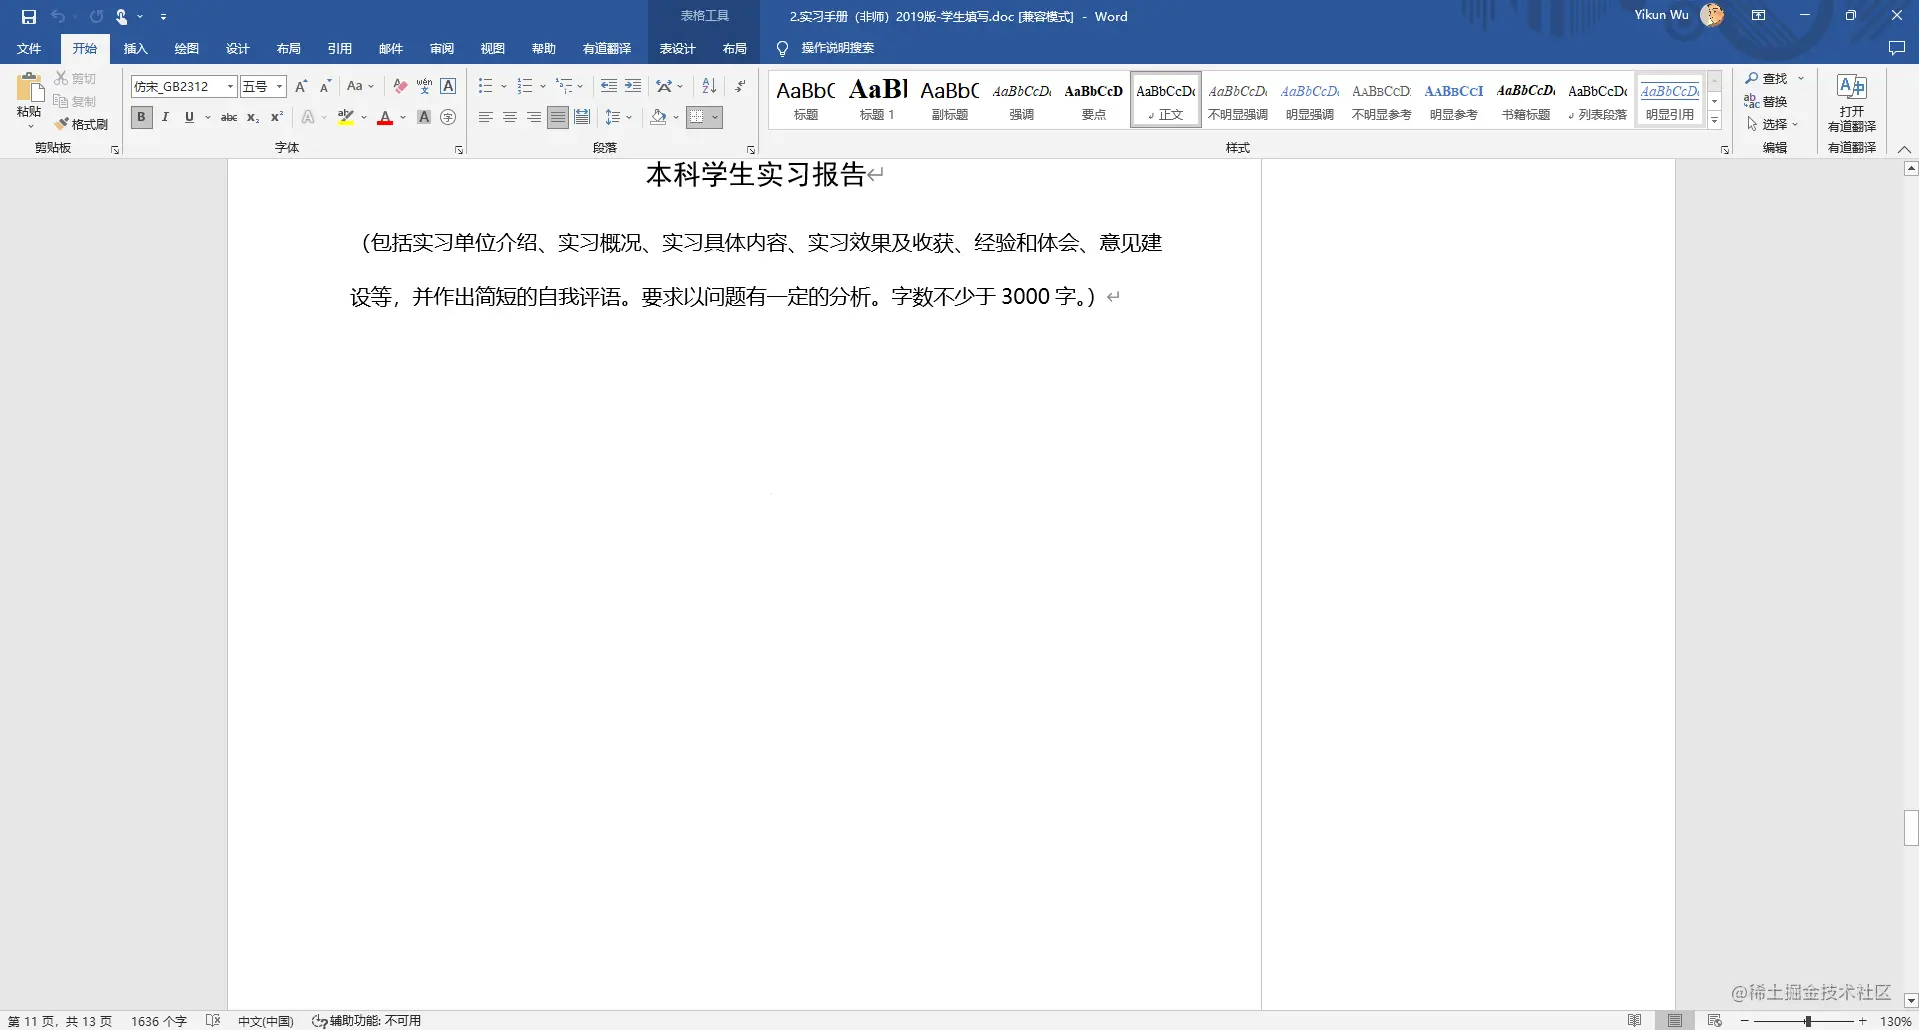 表格工具
2.实习手册（非师）2019版-学生填写.doc [兼容模式] - Word
Yikun Wu
文件 开始 插入 绘图 设计 布局 引用 邮件 审阅 视图 帮助 有道翻译 表设计 布局 操作说明搜索
粘贴
剪切
复制
格式刷
剪贴板
仿宋_GB2312 五号
字体
段落
AaBbC AaBl AaBbC AaBbCcDc AaBbCcD AaBbCcDc AaBbCcDc AaBbCcDc AaBbCcD AaBbCcI AaBbCcDc AaBbCcDc AaBbCcDc
标题 标题 1 副标题 强调 要点 正文 不明显强调 明显强调 不明显参考 明显参考 书籍标题 列表段落 明显引用
样式
查找
替换
选择
编辑
打开
有道翻译
有道翻译
本科学生实习报告
（包括实习单位介绍、实习概况、实习具体内容、实习效果及收获、经验和体会、意见建
设等，并作出简短的自我评语。要求以问题有一定的分析。字数不少于 3000 字。）
@稀土掘金技术社区
第 11 页，共 13 页 1636 个字 中文(中国) 辅助功能: 不可用 130%